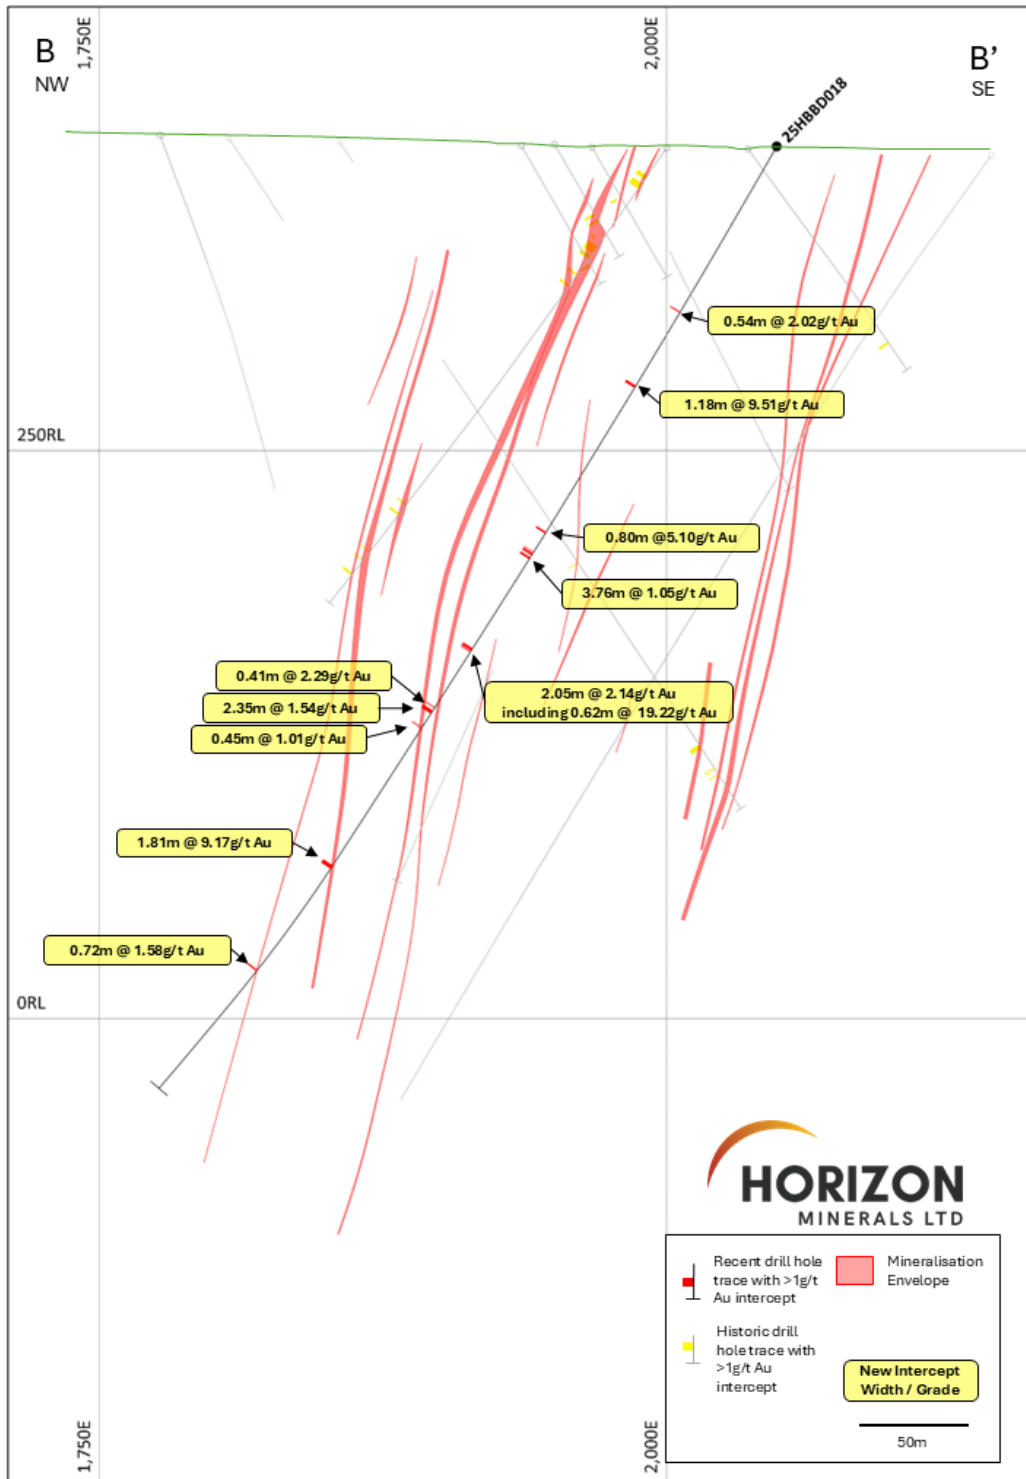 B
NW
1,750E
2,000E
B’
SE
25HBBD018
0.54m @ 2.02g/t Au
1.18m @ 9.51g/t Au
250RL
0.80m @5.10g/t Au
3.76m @ 1.05g/t Au
0.41m @ 2.29g/t Au
2.35m @ 1.54g/t Au
0.45m @ 1.01g/t Au
2.05m @ 2.14g/t Au
including 0.62m @ 19.22g/t Au
1.81m @ 9.17g/t Au
0.72m @ 1.58g/t Au
0RL
HORIZON
MINERALS LTD
Recent drill hole
trace with >1g/t
Au intercept
Mineralisation
Envelope
Historic drill
hole trace with
>1g/t Au
intercept
New Intercept
Width / Grade
50m
1,750E
2,000E